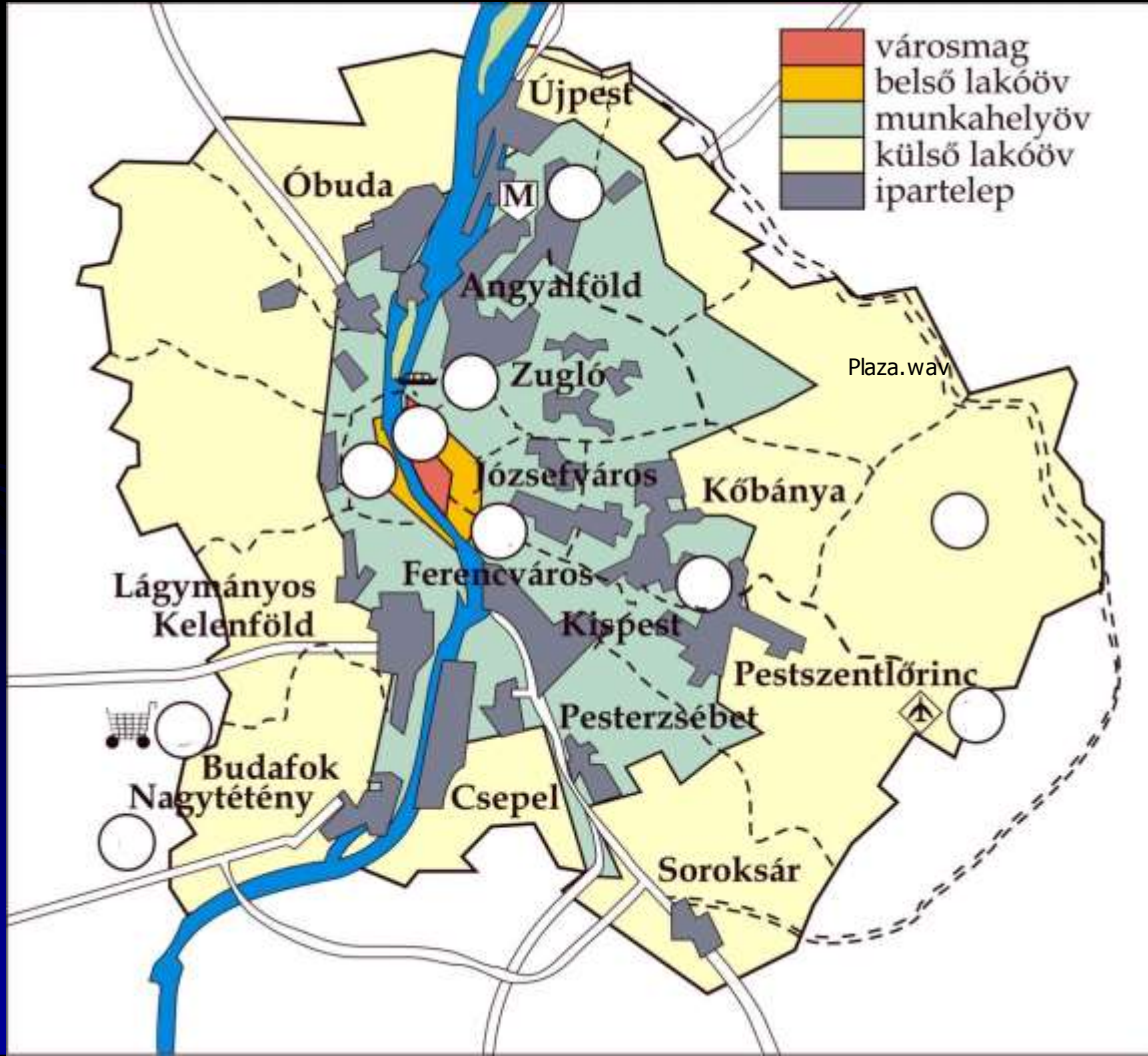 városmag
belső lakóöv
munkahelyöv
külső lakóöv
ipartelep
Újpest
Óbuda
M
Angyalföld
Plaza.wav
Zugló
Józsefváros
Kőbánya
Ferencváros
Lágymányos
Kelenföld
Kispest
Pestszentlőrinc
Pesterzsébet
Budafok
Nagytétény
Csepel
Soroksár